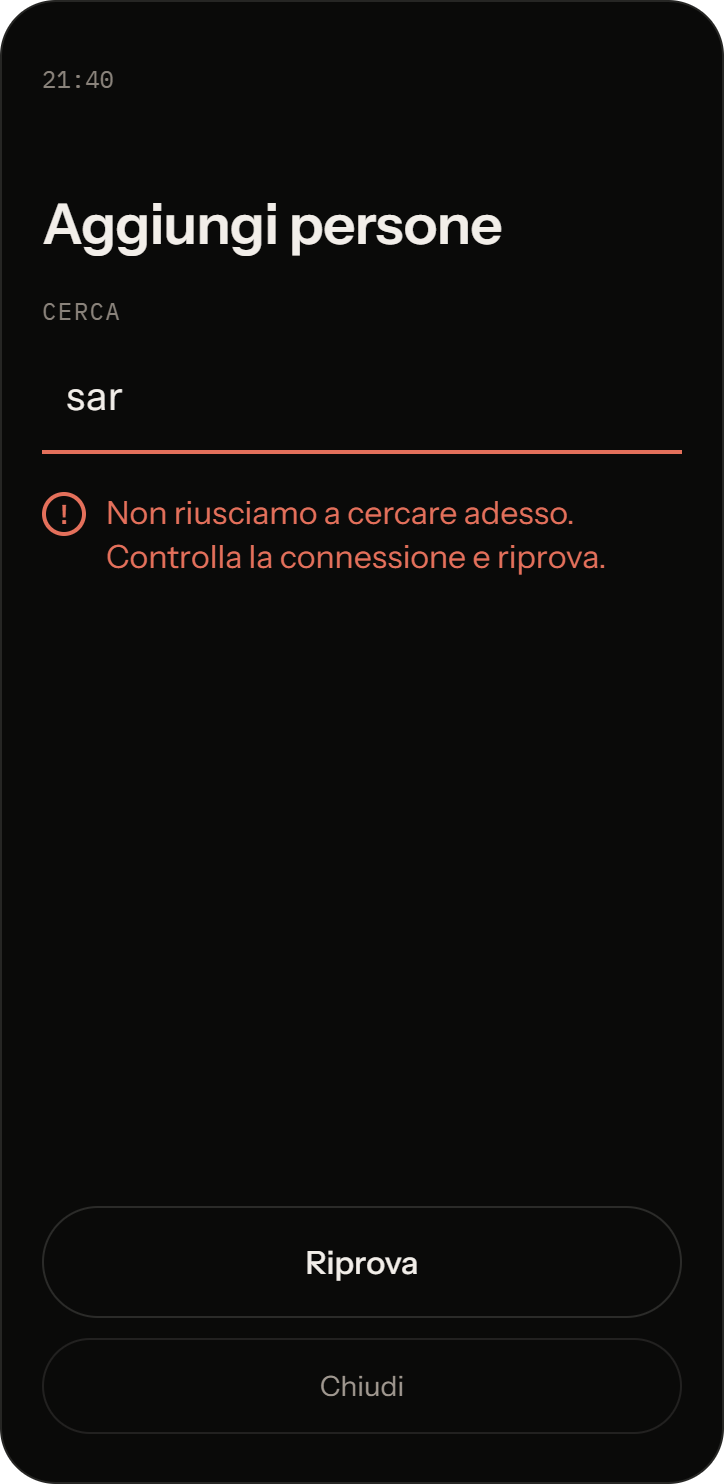 21:40
Aggiungi persone
CERCA
sar
!
Non riusciamo a cercare adesso.
Controlla la connessione e riprova.
Riprova
Chiudi